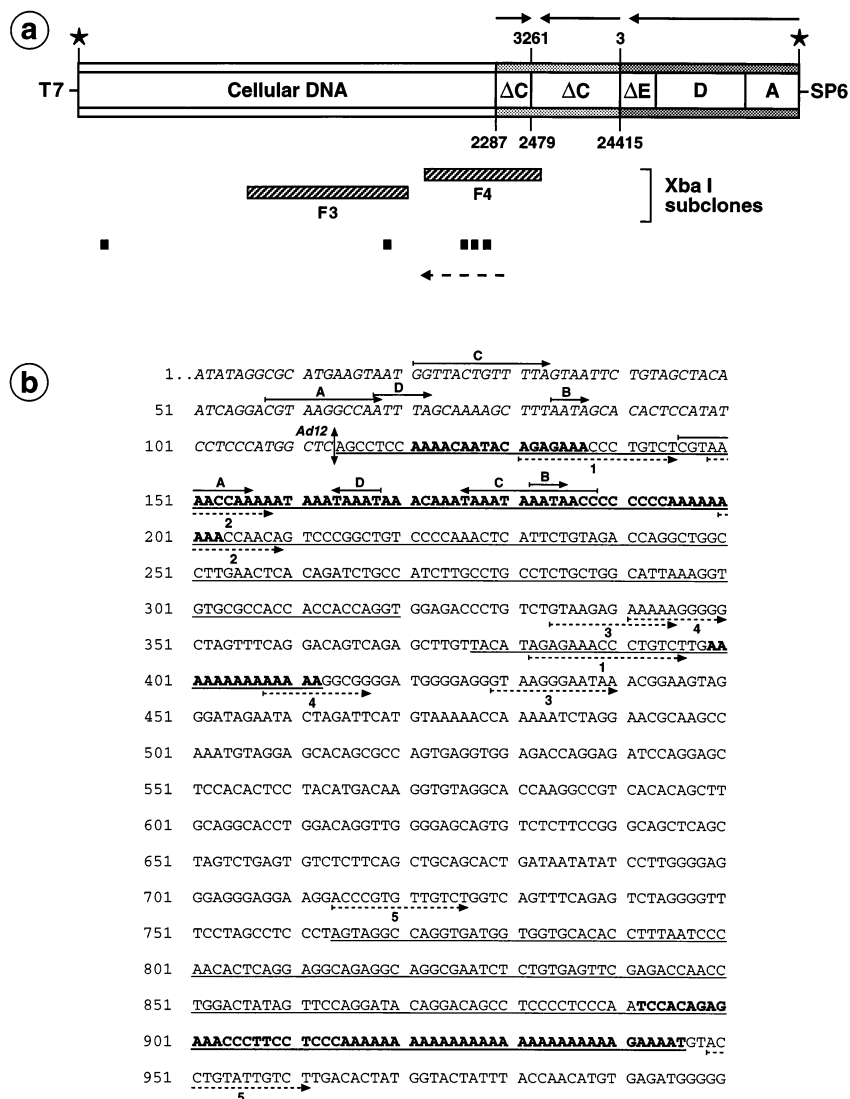 a
3261 3
T7 Cellular DNA ΔC ΔC ΔE D A SP6
2287 2479 24415
F3 F4 Xba I
subclones
b
C
1..ATATAGGCGC ATGAAGTAAT GGTTACTGTT TTAGTAATTC TGTAGCTACA
A D B
51 ATCAGGACGT AAGGCCAATT TAGCAAAAGC TTTAATAGCA CACTCCATAT
Ad12
101 CCTCCCATGG CTCAGCCTCC AAAACAATAC AGAGAAACCC TGTCTCGTAA
1
A D C B
151 AACCAAAAAT AAATAAATAA ACAAATAAAT AAATAACCCC CCCCAAAAAA
2
201 AAACCAACAG TCCCGGCTGT CCCCAAACTC ATTCTGTAGA CCAGGCTGGC
2
251 CTTGAACTCA CAGATCTGCC ATCTTGCCTG CCTCTGCTGG CATTAAAGGT
301 GTGCGCCACC ACCACCAGGT GGAGACCCTG TCTGTAAGAG AAAAAGGGGG
3 4
351 CTAGTTTCAG GACAGTCAGA GCTTGTTACA TAGAGAAACC CTGTCTTGAA
1
401 AAAAAAAAAA AAGGCGGGGA TGGGGAGGGT AAGGGAATAA ACGGAAGTAG
4 3
451 GGATAGAATA CTAGATTCAT GTAAAAACCA AAAATCTAGG AACGCAAGCC
501 AAATGTAGGA GCACAGCGCC AGTGAGGTGG AGACCAGGAG ATCCAGGAGC
551 TCCACACTCC TACATGACAA GGTGTAGGCA CCAAGGCCGT CACACAGCTT
601 GCAGGCACCT GGACAGGTTG GGGAGCAGTG TCTCTTCCGG GCAGCTCAGC
651 TAGTCTGAGT GTCTCTTCAG CTGCAGCACT GATAATATAT CCTTGGGGAG
701 GGAGGGAGGA AGGACCCGTG TTGTCTGGTC AGTTTCAGAG TCTAGGGGTT
5
751 TCCTAGCCTC CCTAGTAGGC CAGGTGATGG TGGTGCACAC CTTTAATCCC
801 AACACTCAGG AGGCAGAGGC AGGCGAATCT CTGTGAGTTC GAGACCAACC
851 TGGACTATAG TTCCAGGATA CAGGACAGCC TCCCCTCCCA ATCCACAGAG
901 AAACCCTTCC TCCCAAAAAA AAAAAAAAAA AAAAAAAAAA GAAAATGTAC
951 CTGTATTGTC TTGACACTAT GGTACTATTT ACCAACATGT GAGATGGGGG
5